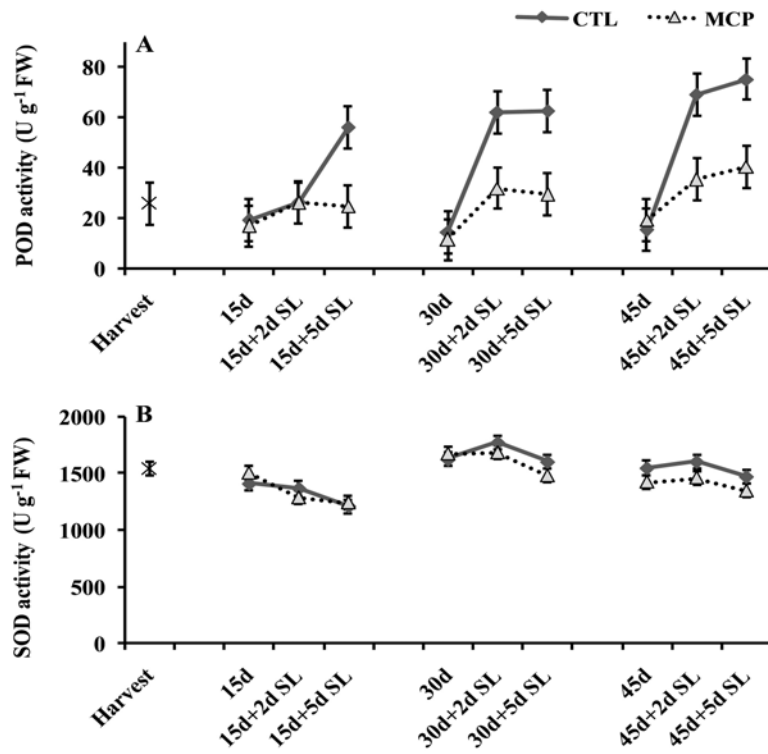 CTL MCP
A
POD activity (U g⁻¹ FW)
80
60
40
20
0
Harvest 15d 15d+2d SL 15d+5d SL 30d 30d+2d SL 30d+5d SL 45d 45d+2d SL 45d+5d SL
B
SOD activity (U g⁻¹ FW)
2000
1500
1000
500
0
Harvest 15d 15d+2d SL 15d+5d SL 30d 30d+2d SL 30d+5d SL 45d 45d+2d SL 45d+5d SL